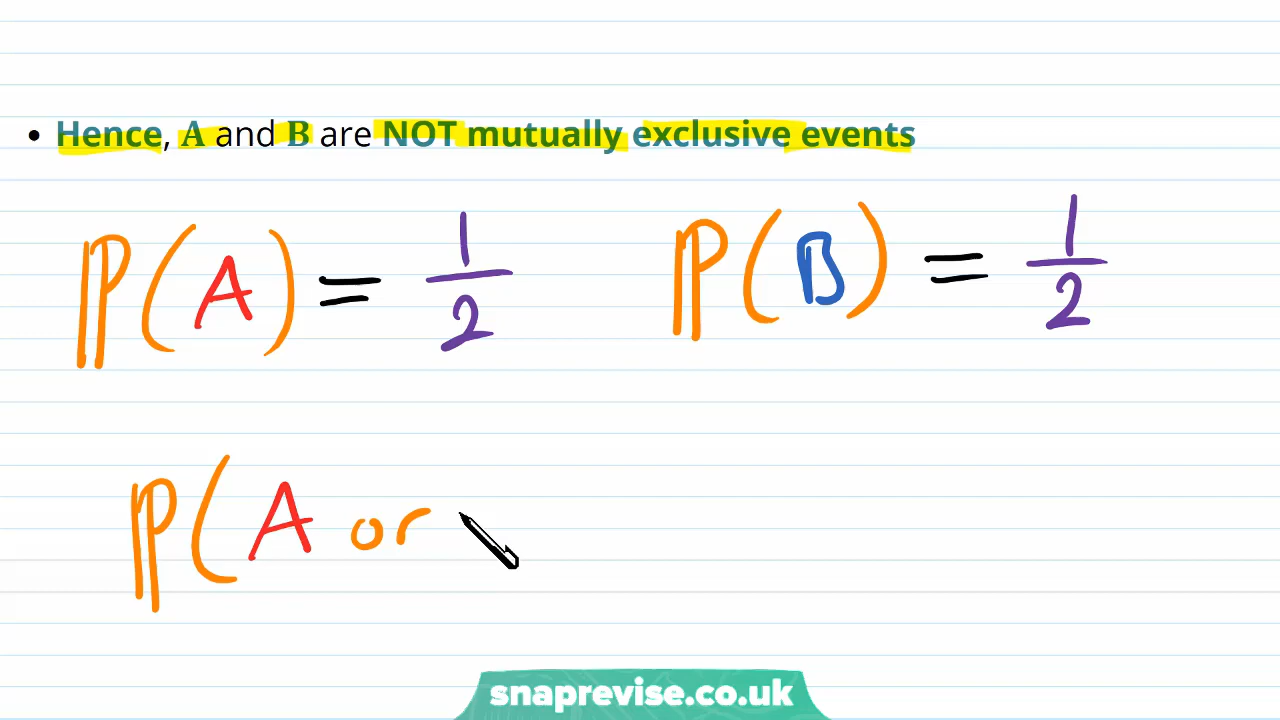 • Hence, A and B are NOT mutually exclusive events
ℙ(A) = 1/2 ℙ(B) = 1/2
ℙ(A or
snaprevise.co.uk